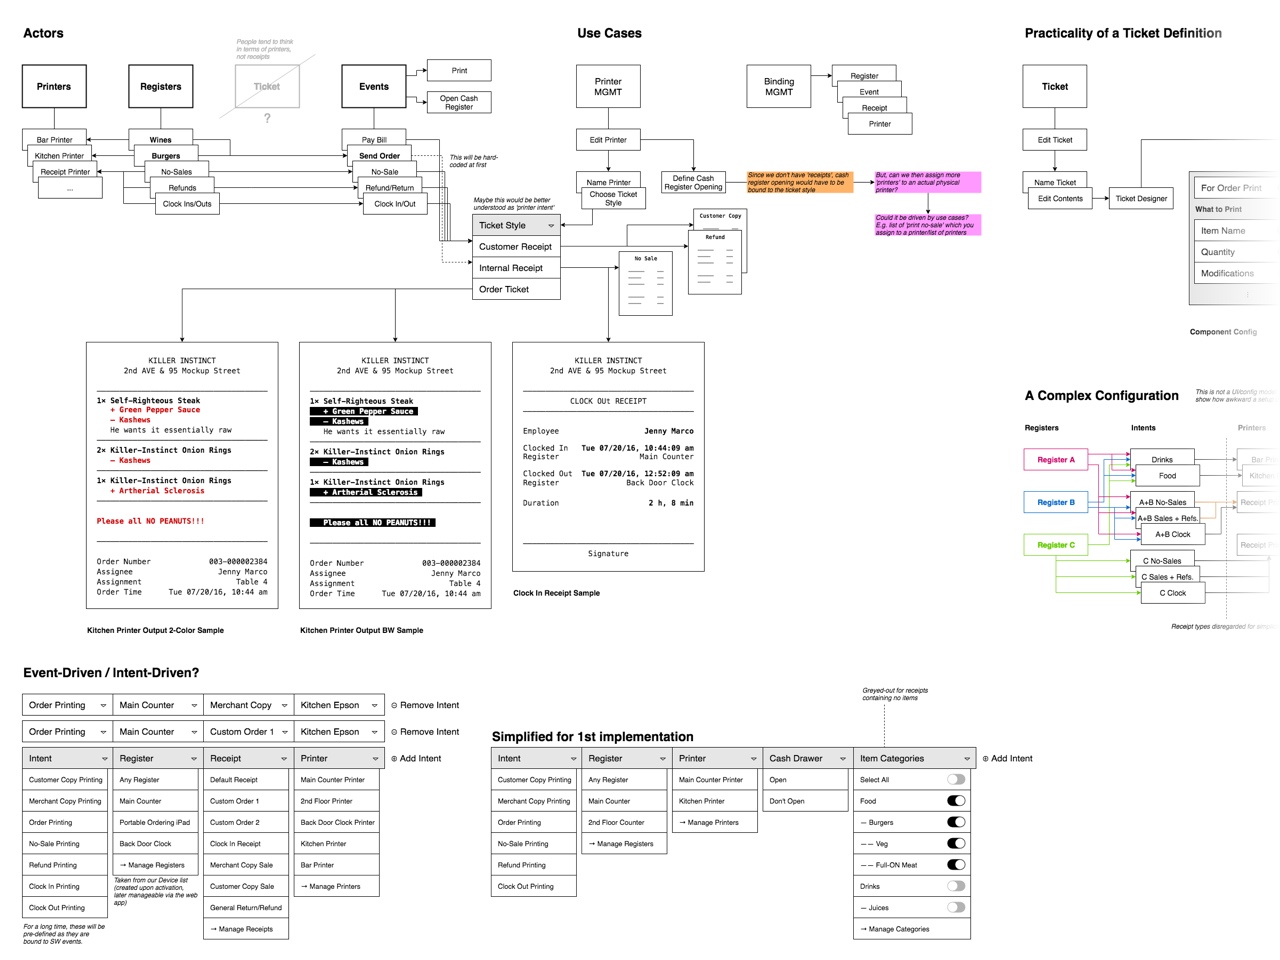 Actors
People tend to think
in terms of printers,
not receipts
Printers
Registers
Ticket
?
Events
Print
Open Cash
Register
Bar Printer
Kitchen Printer
Receipt Printer
...
Wines
Burgers
No-Sales
Refunds
Clock Ins/Outs
Pay Bill
Send Order
No-Sale
Refund/Return
Clock In/Out
This will be hard-
coded at first
Maybe this would be better
understood as 'printer intent'
Ticket Style
Customer Receipt
Internal Receipt
Order Ticket
Use Cases
Printer
MGMT
Edit Printer
Name Printer
Choose Ticket
Style
Define Cash
Register Opening
Binding
MGMT
Register
Event
Receipt
Printer
Since we don't have 'receipts', cash
register opening would have to be
bound to the ticket style
But, can we then assign more
'printers' to an actual physical
printer?
Could it be driven by use cases?
E.g. list of 'print no-sale' which you
assign to a printer/list of printers
Customer Copy
Refund
No Sale
Practicality of a Ticket Definition
Ticket
Edit Ticket
Name Ticket
Edit Contents
Ticket Designer
For Order Print
What to Print
Item Name
Quantity
Modifications
Component Config
KILLER INSTINCT
2nd AVE & 95 Mockup Street
1× Self–Righteous Steak
+ Green Pepper Sauce
– Kashews
He wants it essentially raw
2× Killer–Instinct Onion Rings
– Kashews
1× Killer–Instinct Onion Rings
+ Artherial Sclerosis
Please all NO PEANUTS!!!
Order Number 003–000002384
Assignee Jenny Marco
Assignment Table 4
Order Time Tue 07/20/16, 10:44 am
Kitchen Printer Output 2-Color Sample
KILLER INSTINCT
2nd AVE & 95 Mockup Street
1× Self–Righteous Steak
+ Green Pepper Sauce
– Kashews
He wants it essentially raw
2× Killer–Instinct Onion Rings
– Kashews
1× Killer–Instinct Onion Rings
+ Artherial Sclerosis
Please all NO PEANUTS!!!
Order Number 003–000002384
Assignee Jenny Marco
Assignment Table 4
Order Time Tue 07/20/16, 10:44 am
Kitchen Printer Output BW Sample
KILLER INSTINCT
2nd AVE & 95 Mockup Street
CLOCK OUt RECEIPT
Employee Jenny Marco
Clocked In Tue 07/20/16, 10:44:09 am
Register Main Counter
Clocked Out Tue 07/20/16, 12:52:09 am
Register Back Door Clock
Duration 2 h, 8 min
Signature
Clock In Receipt Sample
A Complex Configuration
This is not a UI/config
show how awkward a
Registers
Intents
Printers
Register A
Register B
Register C
Drinks
Food
A+B No-Sales
A+B Sales + Refs.
A+B Clock
C No-Sales
C Sales + Refs.
C Clock
Bar
Kitchen
Receipt
Receipt
Receipt types disregarded for
Event-Driven / Intent-Driven?
Order Printing Main Counter Merchant Copy Kitchen Epson Remove Intent
Order Printing Main Counter Custom Order 1 Kitchen Epson Remove Intent
Intent Register Receipt Printer Add Intent
Customer Copy Printing Any Register Default Receipt Main Counter Printer
Merchant Copy Printing Main Counter Custom Order 1 2nd Floor Printer
Order Printing Portable Ordering iPad Custom Order 2 Back Door Clock Printer
No-Sale Printing Back Door Clock Clock In Receipt Kitchen Printer
Refund Printing → Manage Registers Merchant Copy Sale Bar Printer
Clock In Printing Customer Copy Sale → Manage Printers
Clock Out Printing General Return/Refund
→ Manage Receipts
Taken from our Device list
(created upon activation,
later manageable via the web
app)
For a long time, these will be
pre-defined as they are
bound to SW events.
Simplified for 1st implementation
Greyed-out for receipts
containing no items
Intent Register Printer Cash Drawer Item Categories Add Intent
Customer Copy Printing Any Register Main Counter Printer Open Select All
Merchant Copy Printing Main Counter Kitchen Printer Don't Open Food
Order Printing 2nd Floor Counter → Manage Printers — Burgers
No-Sale Printing → Manage Registers — — Veg
Refund Printing — — Full-ON Meat
Clock Out Printing Drinks
— Juices
→ Manage Categories